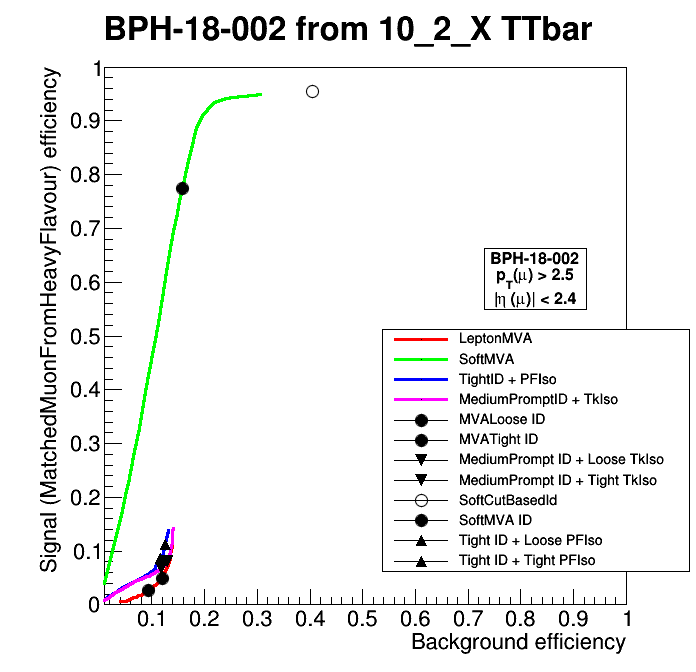 BPH-18-002 from 10_2_X TTbar
Signal (MatchedMuonFromHeavyFlavour) efficiency
1
0.9
0.8
0.7
0.6
0.5
0.4
0.3
0.2
0.1
0
BPH-18-002
p_T(μ) > 2.5
|η (μ)| < 2.4
LeptonMVA
SoftMVA
TightID + PFIso
MediumPromptID + TkIso
MVALoose ID
MVATight ID
MediumPrompt ID + Loose TkIso
MediumPrompt ID + Tight TkIso
SoftCutBasedId
SoftMVA ID
Tight ID + Loose PFIso
Tight ID + Tight PFIso
0.1 0.2 0.3 0.4 0.5 0.6 0.7 0.8 0.9 1
Background efficiency